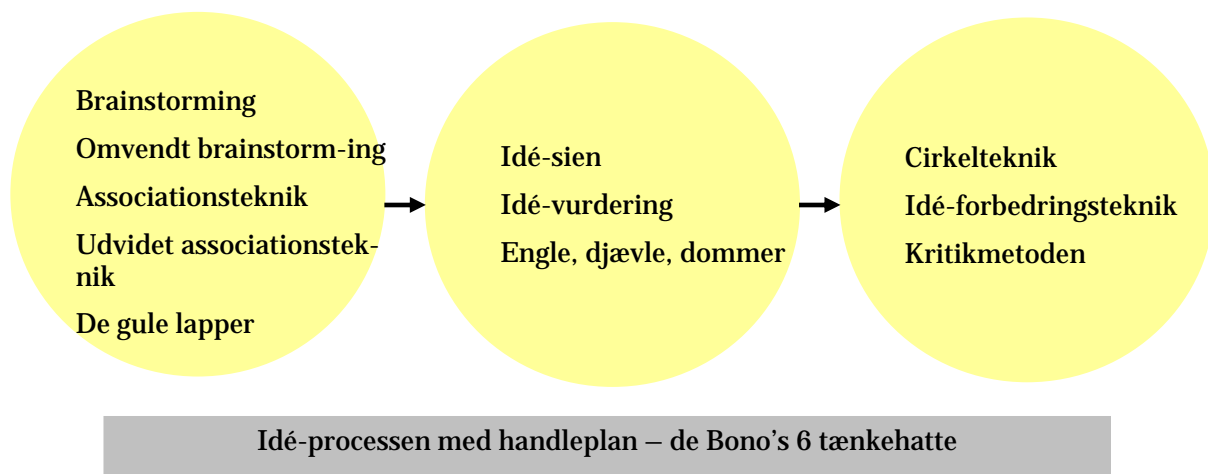 Brainstorming
Omvendt brainstorm-ing
Associationsteknik
Udvidet associationstek-
nik
De gule lapper
Idé-sien
Idé-vurdering
Engle, djævle, dommer
Cirkelteknik
Idé-forbedringsteknik
Kritikmetoden
Idé-processen med handleplan – de Bono's 6 tænkehatte